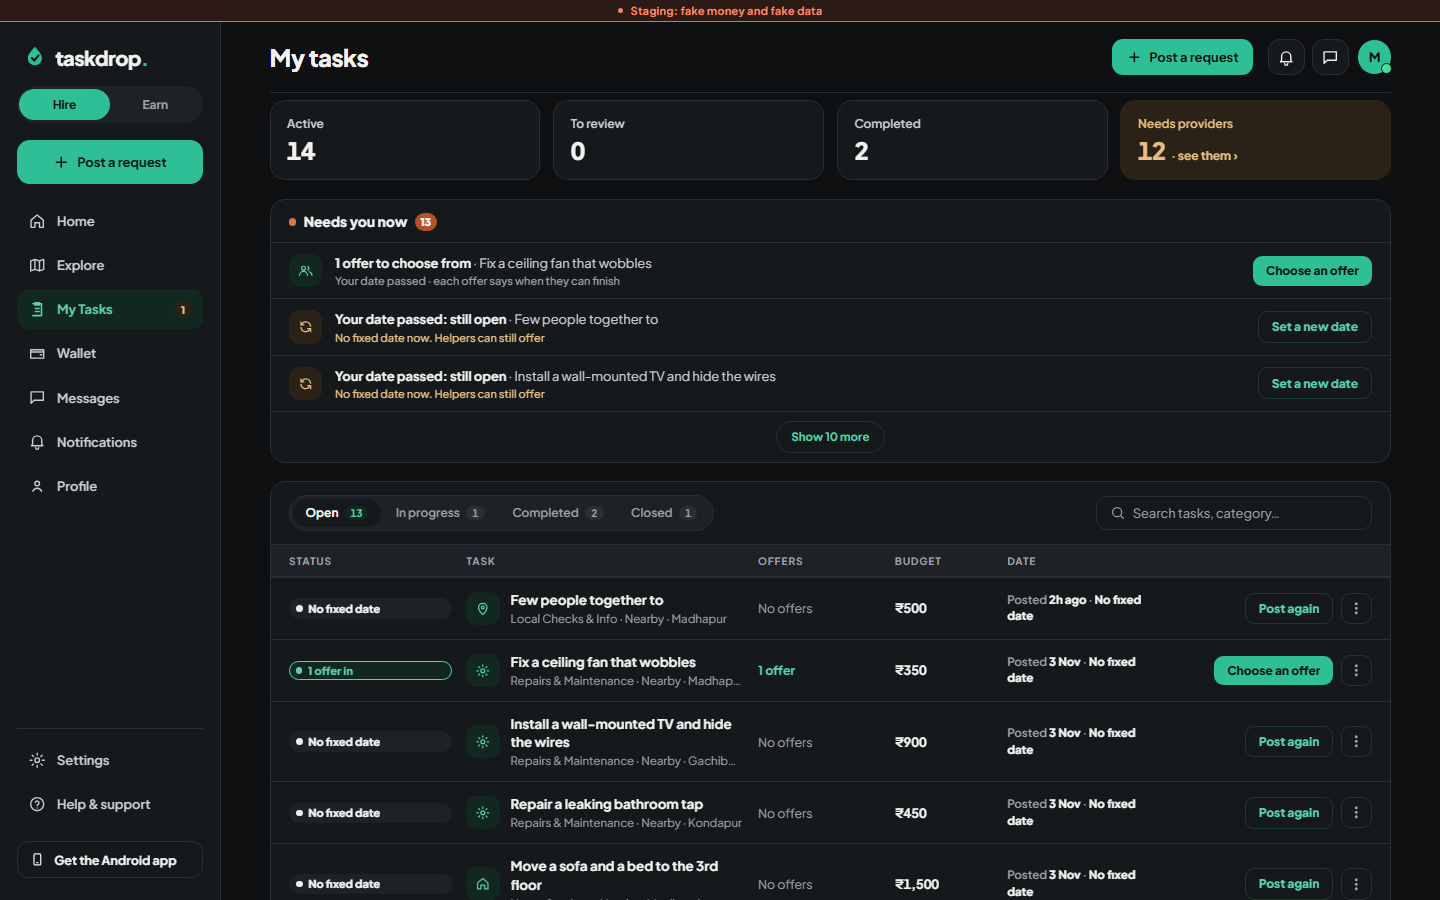 Staging: fake money and fake data
taskdrop.
Hire
Earn
Post a request
Home
Explore
My Tasks 1
Wallet
Messages
Notifications
Profile
Settings
Help & support
Get the Android app
My tasks
Post a request
M
Active
14
To review
0
Completed
2
Needs providers
12 · see them ›
Needs you now 13
1 offer to choose from · Fix a ceiling fan that wobbles
Your date passed · each offer says when they can finish
Choose an offer
Your date passed: still open · Few people together to
No fixed date now. Helpers can still offer
Set a new date
Your date passed: still open · Install a wall-mounted TV and hide the wires
No fixed date now. Helpers can still offer
Set a new date
Show 10 more
Open 13
In progress 1
Completed 2
Closed 1
Search tasks, category...
STATUS TASK OFFERS BUDGET DATE
No fixed date
Few people together to
Local Checks & Info · Nearby · Madhapur
No offers
₹500
Posted 2h ago · No fixed
date
Post again
1 offer in
Fix a ceiling fan that wobbles
Repairs & Maintenance · Nearby · Madhap...
1 offer
₹350
Posted 3 Nov · No fixed
date
Choose an offer
No fixed date
Install a wall-mounted TV and hide
the wires
Repairs & Maintenance · Nearby · Gachib...
No offers
₹900
Posted 3 Nov · No fixed
date
Post again
No fixed date
Repair a leaking bathroom tap
Repairs & Maintenance · Nearby · Kondapur
No offers
₹450
Posted 3 Nov · No fixed
date
Post again
No fixed date
Move a sofa and a bed to the 3rd
floor
No offers
₹1,500
Posted 3 Nov · No fixed
date
Post again